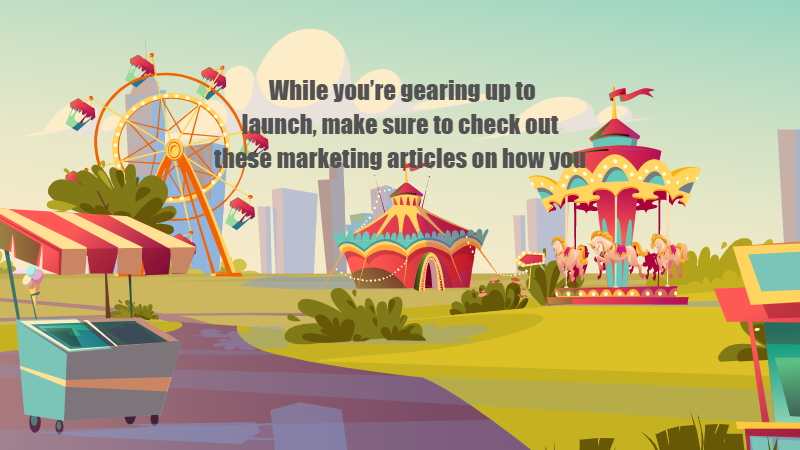 While you’re gearing up to
launch, make sure to check out
these marketing articles on how you